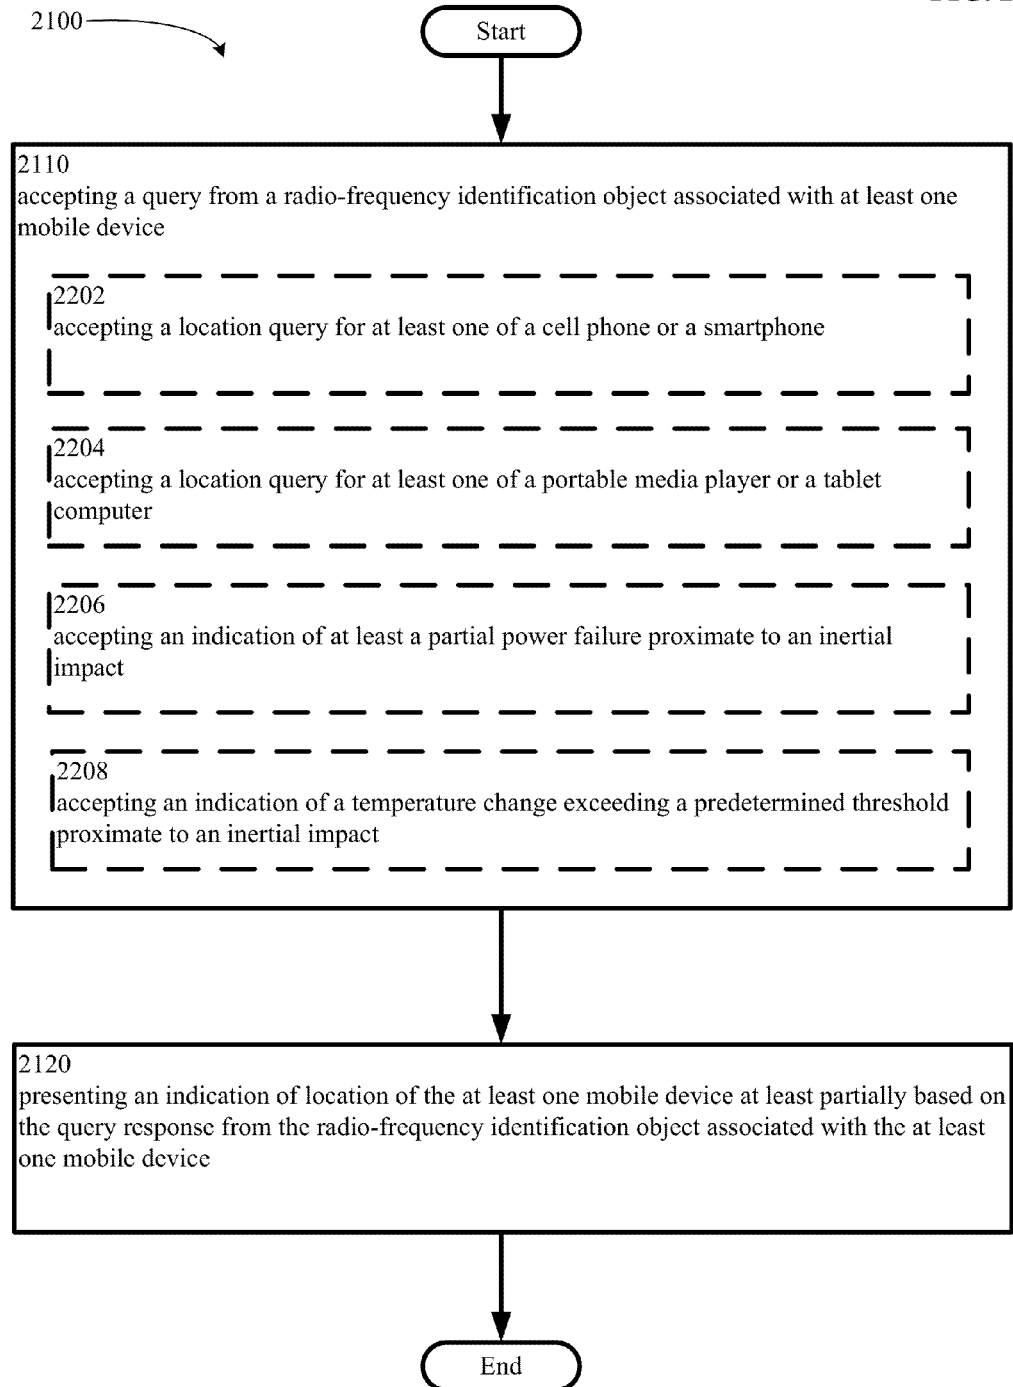 2100
Start
2110
accepting a query from a radio-frequency identification object associated with at least one
mobile device
2202
accepting a location query for at least one of a cell phone or a smartphone
2204
accepting a location query for at least one of a portable media player or a tablet
computer
2206
accepting an indication of at least a partial power failure proximate to an inertial
impact
2208
accepting an indication of a temperature change exceeding a predetermined threshold
proximate to an inertial impact
2120
presenting an indication of location of the at least one mobile device at least partially based on
the query response from the radio-frequency identification object associated with the at least
one mobile device
End